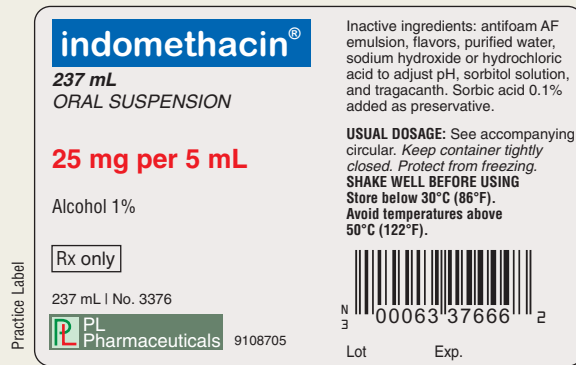 Practice Label
indomethacin®
237 mL
ORAL SUSPENSION
25 mg per 5 mL
Alcohol 1%
Rx only
237 mL | No. 3376
PL
PL
Pharmaceuticals
9108705
Inactive ingredients: antifoam AF
emulsion, flavors, purified water,
sodium hydroxide or hydrochloric
acid to adjust pH, sorbitol solution,
and tragacanth. Sorbic acid 0.1%
added as preservative.
USUAL DOSAGE: See accompanying
circular. Keep container tightly
closed. Protect from freezing.
SHAKE WELL BEFORE USING
Store below 30°C (86°F).
Avoid temperatures above
50°C (122°F).
N
3 00063 37666 2
Lot Exp.